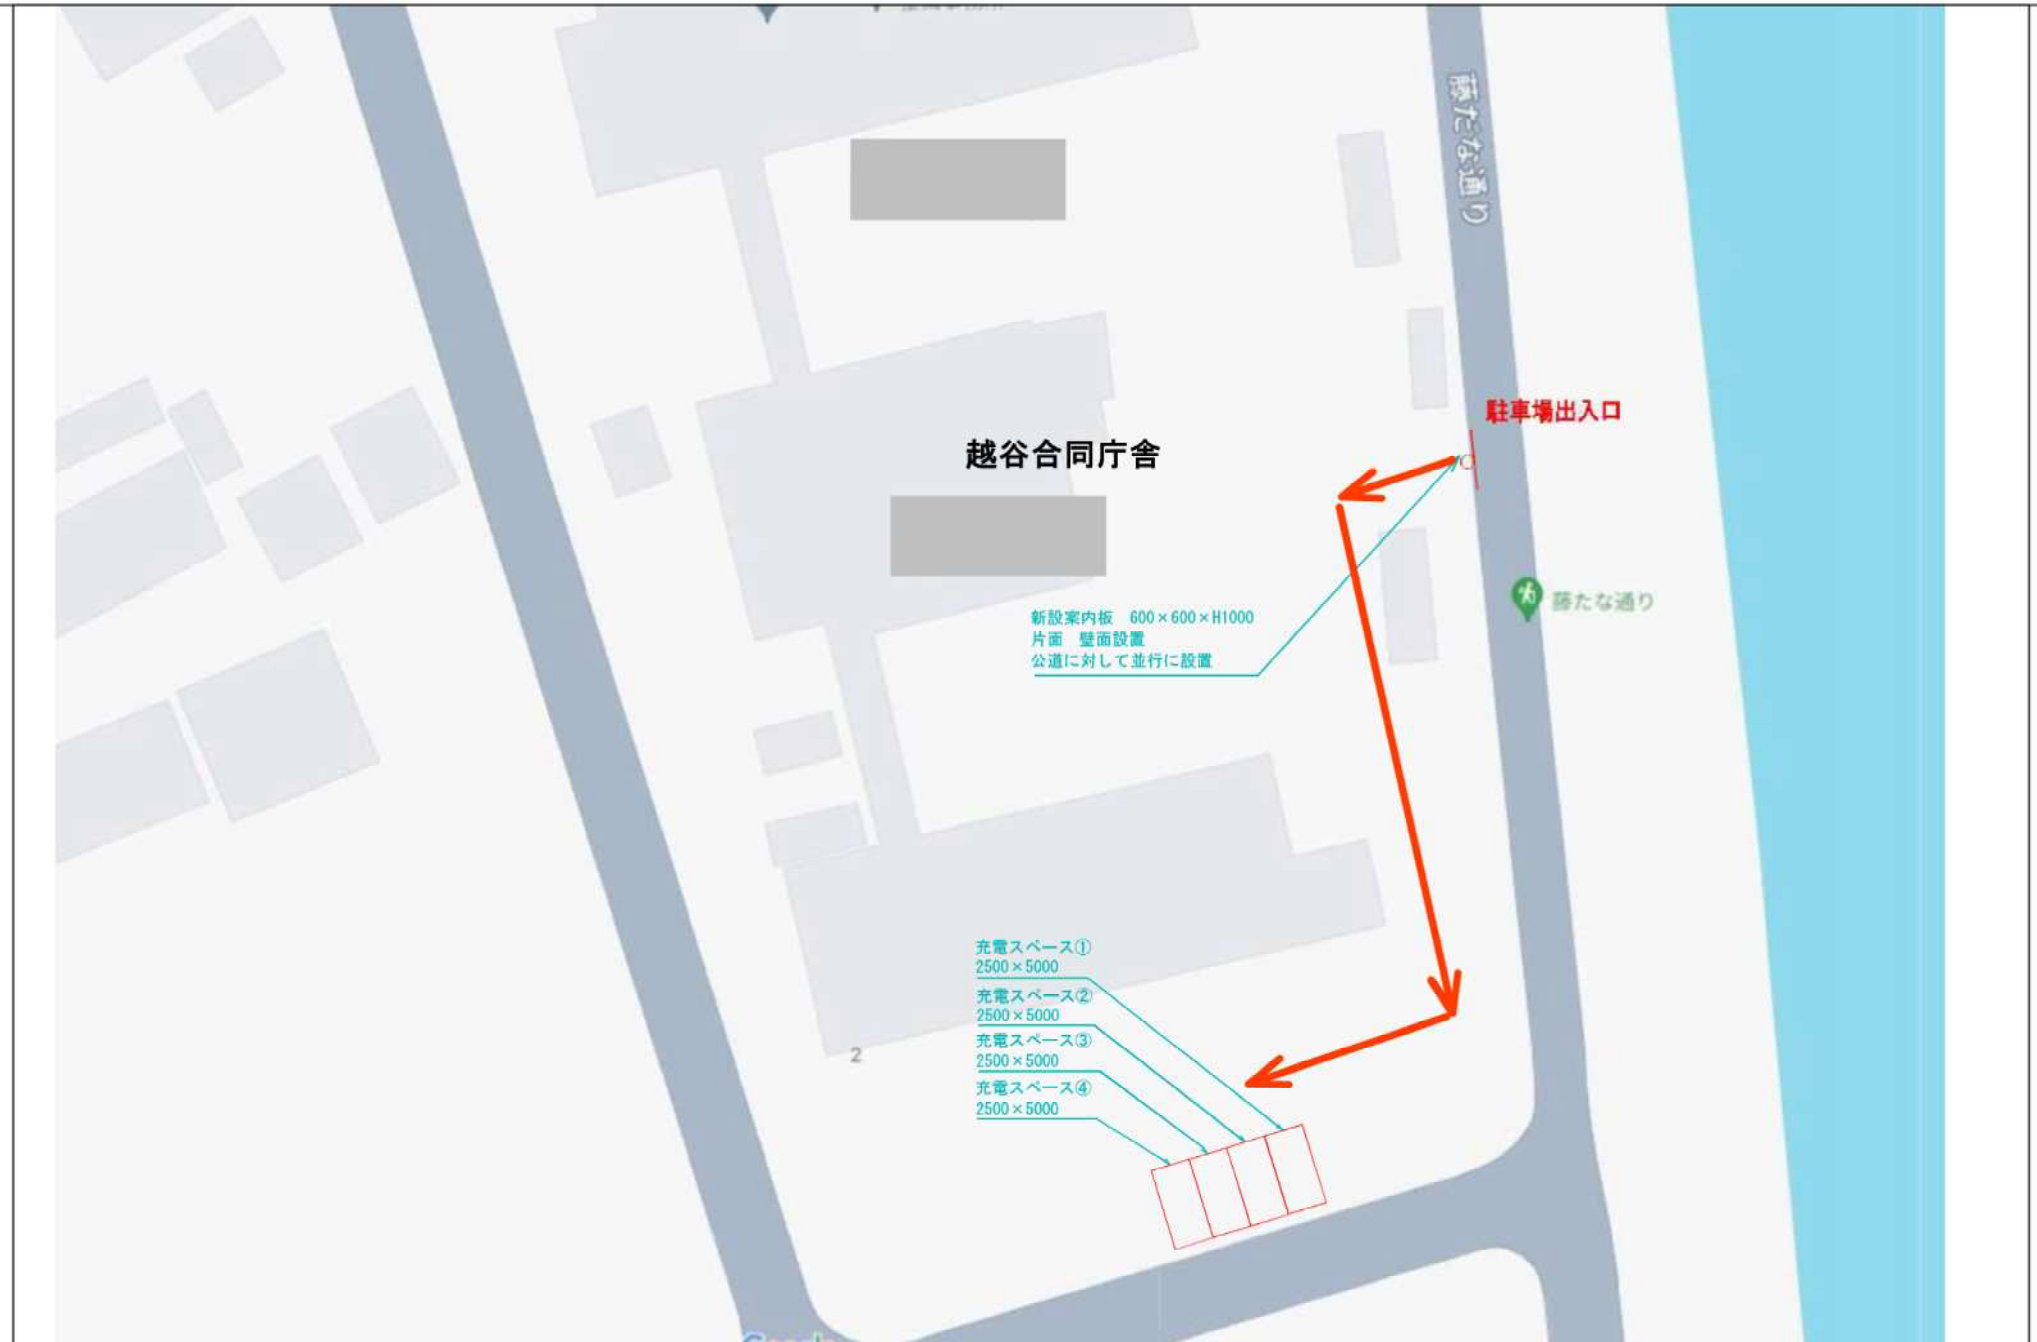 藤だな通り
駐車場出入口
越谷合同庁舎
藤たな通り
新設案内板 600×600×H1000
片面 壁面設置
公道に対して並行に設置
充電スペース①
2500×5000
充電スペース②
2500×5000
充電スペース③
2500×5000
充電スペース④
2500×5000
2